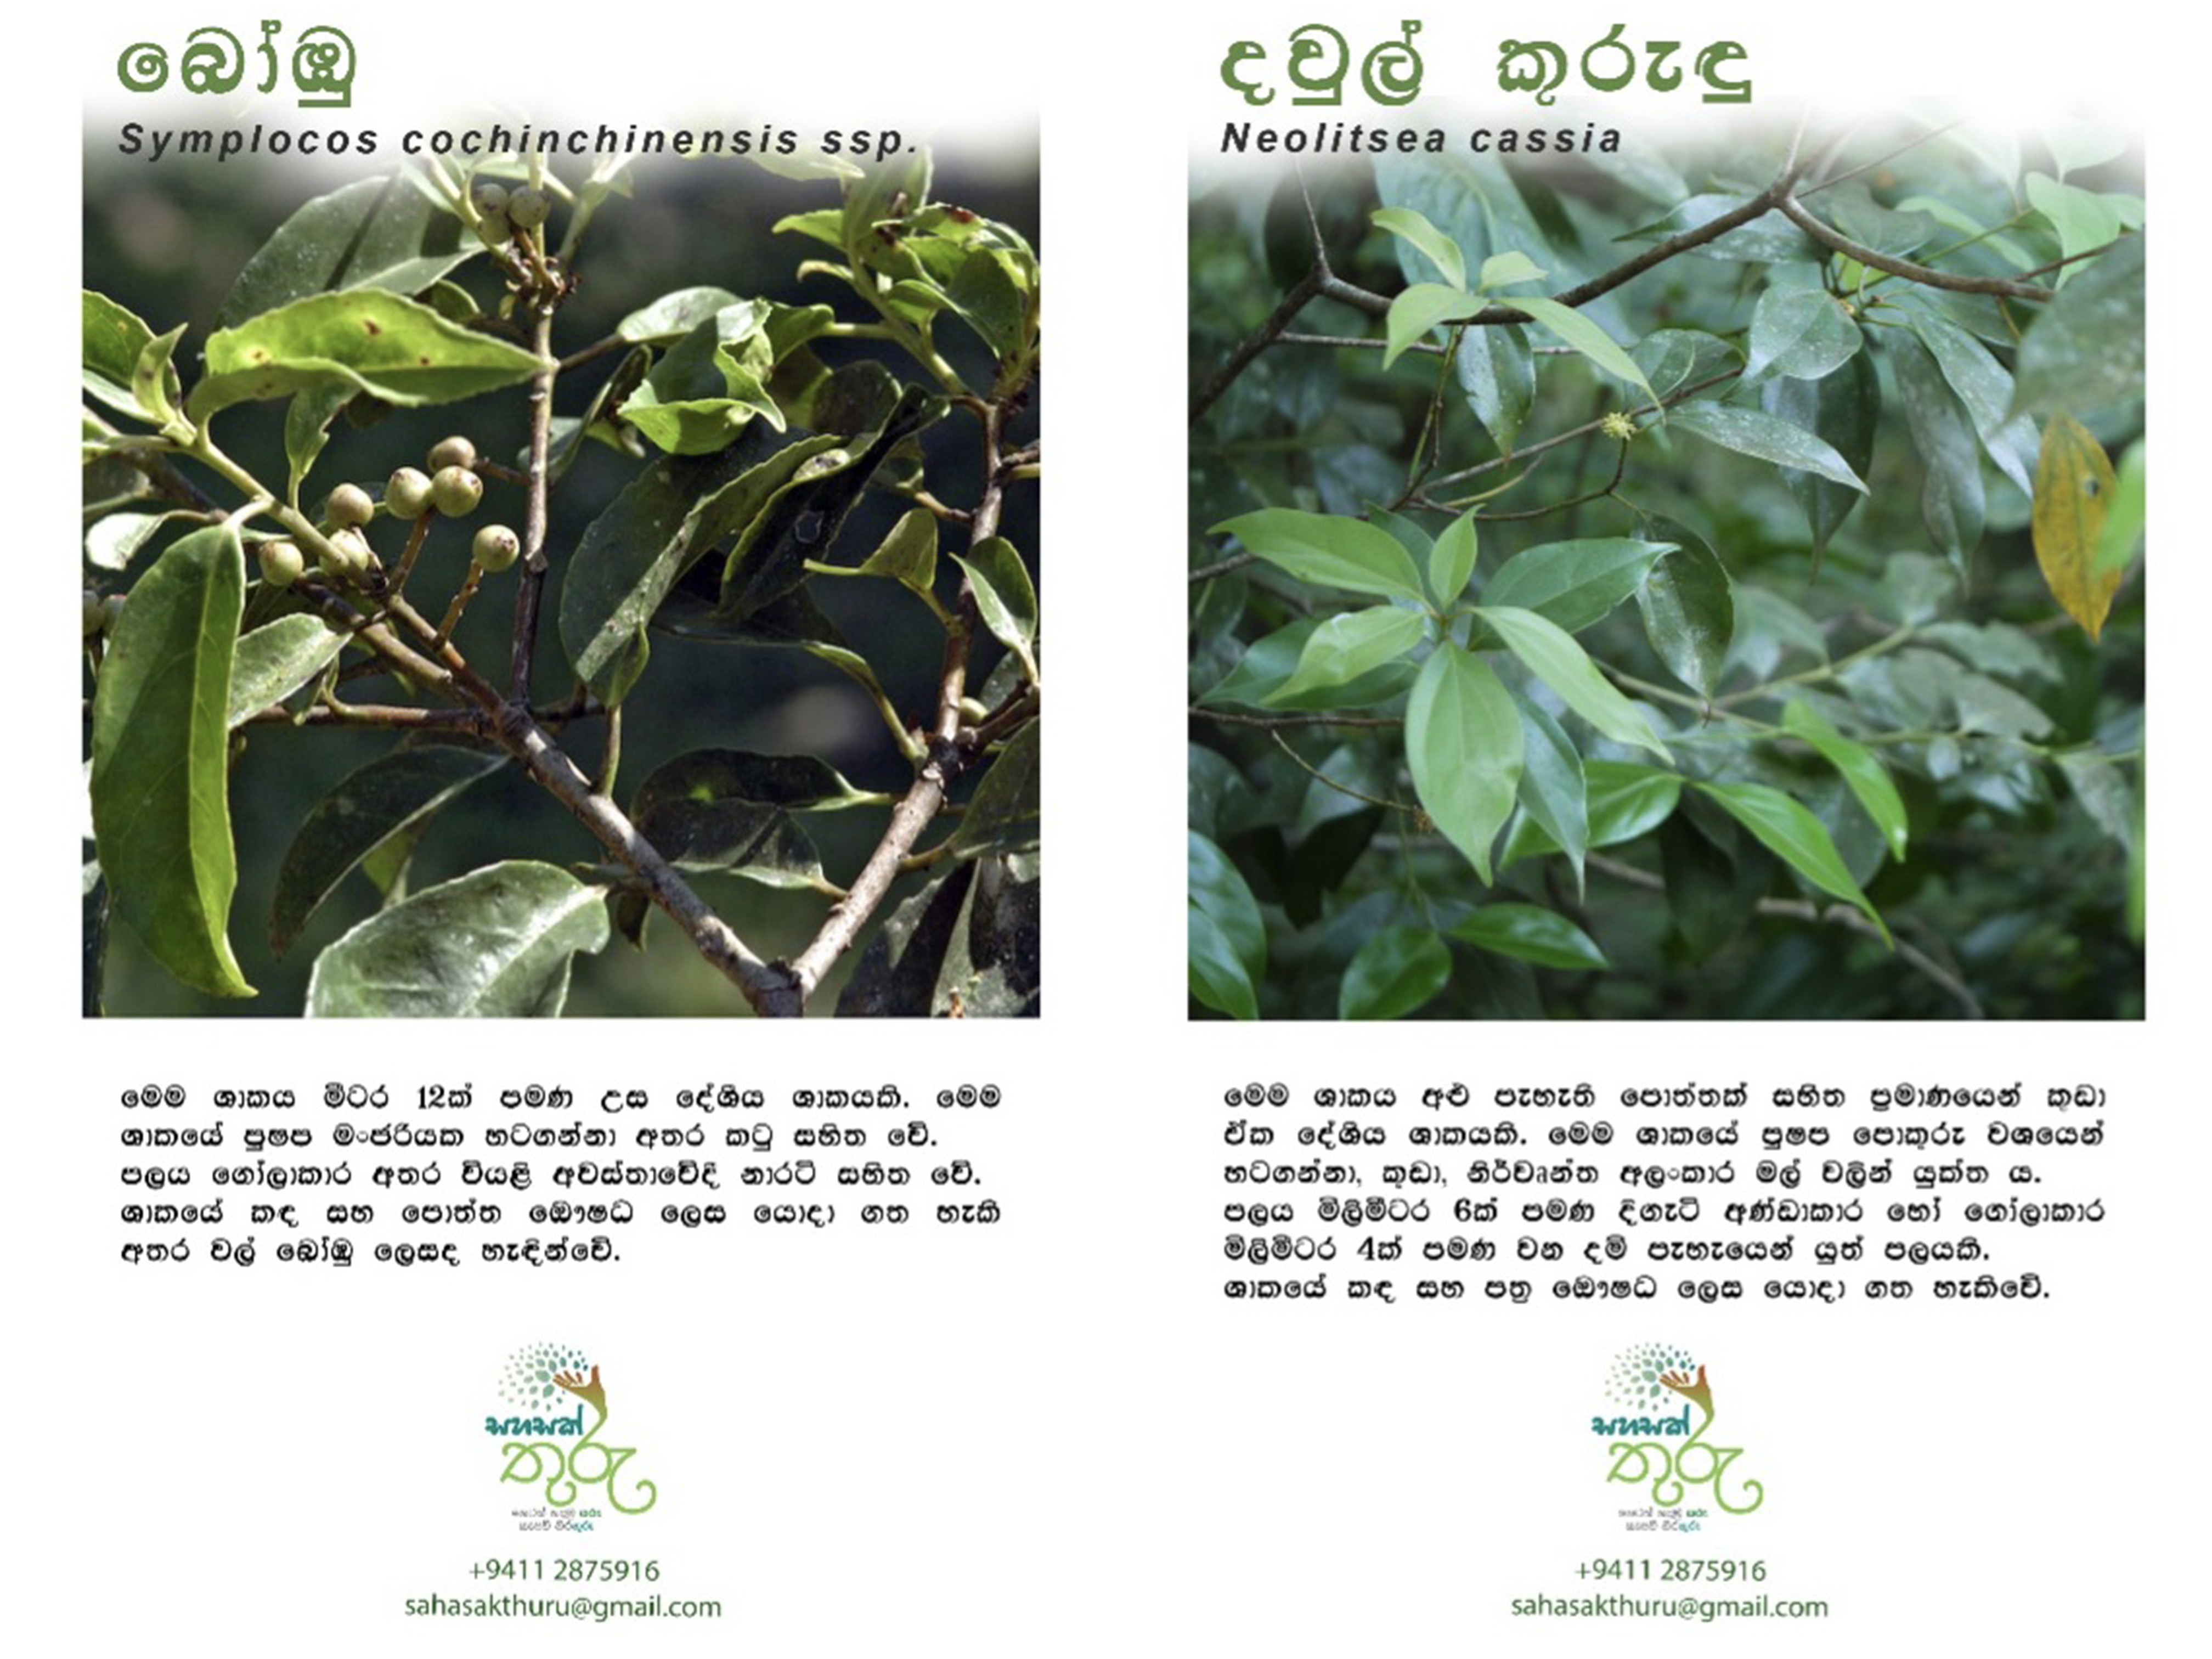 බෝඹු
Symplocos cochinchinensis ssp.
මෙම ශාකය මීටර 12ක් පමණ උස දේශීය ශාකයකි. මෙම
ශාකයේ පුෂ්ප මංජරියක හටගන්නා අතර කටු සහිත වේ.
පලය ගෝලාකාර අතර වියළි අවස්තාවේදී නාරටි සහිත වේ.
ශාකයේ කඳ සහ පොත්ත ඖෂධ ලෙස යොදා ගත හැකි
අතර වල් බෝඹු ලෙසද හැඳින්වේ.
සහසක්
තුරු
+9411 2875916
sahasakthuru@gmail.com
දවුල් කුරුඳු
Neolitsea cassia
මෙම ශාකය අළු පැහැති පොත්තක් සහිත ප්‍රමාණයෙන් කුඩා
ඒක දේශීය ශාකයකි. මෙම ශාකයේ පුෂ්ප පොකුරු වශයෙන්
හටගන්නා, කුඩා, නිර්වෘන්ත අලංකාර මල් වලින් යුක්ත ය.
පලය මිලිමීටර 6ක් පමණ දිගැටි අණ්ඩාකාර හෝ ගෝලාකාර
මිලිමිටර 4ක් පමණ වන දම් පැහැයෙන් යුත් පලයකි.
ශාකයේ කඳ සහ පත්‍ර ඖෂධ ලෙස යොදා ගත හැකිවේ.
සහසක්
තුරු
+9411 2875916
sahasakthuru@gmail.com